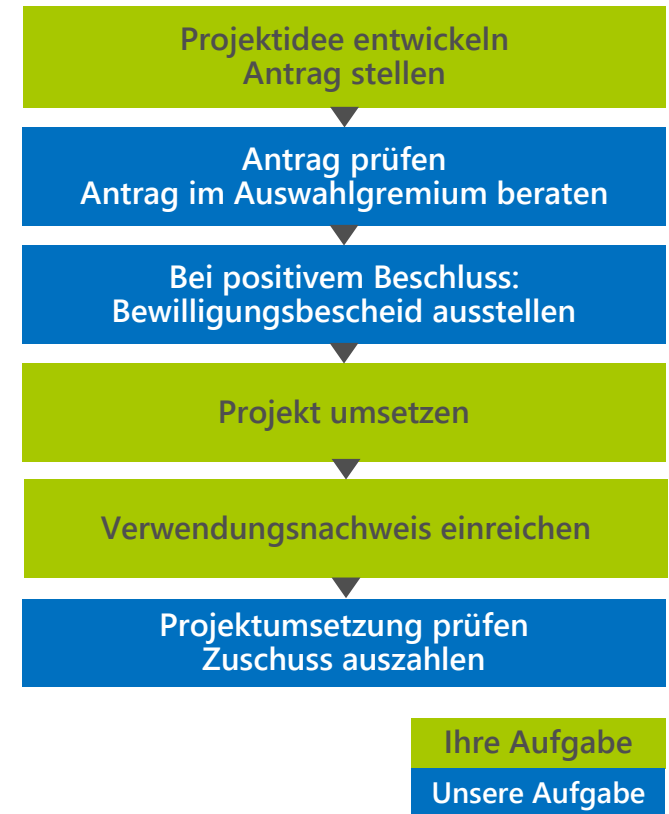 Projektidee entwickeln
Antrag stellen
Antrag prüfen
Antrag im Auswahlgremium beraten
Bei positivem Beschluss:
Bewilligungsbescheid ausstellen
Projekt umsetzen
Verwendungsnachweis einreichen
Projektumsetzung prüfen
Zuschuss auszahlen
Ihre Aufgabe
Unsere Aufgabe